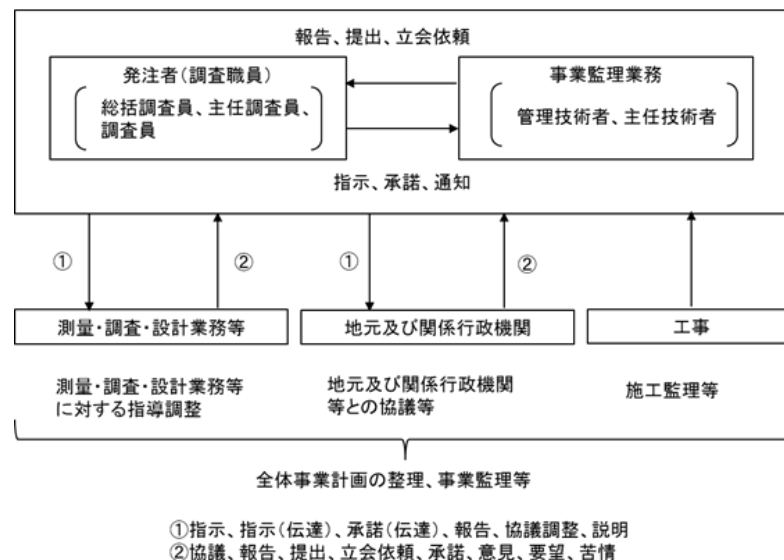 報告、提出、立会依頼
発注者(調査職員)
総括調査員、主任調査員、
調査員
事業監理業務
管理技術者、主任技術者
指示、承諾、通知
①
②
①
②
測量・調査・設計業務等
地元及び関係行政機関
工事
測量・調査・設計業務等
に対する指導調整
地元及び関係行政機関
等との協議等
施工監理等
全体事業計画の整理、事業監理等
①指示、指示(伝達)、承諾(伝達)、報告、協議調整、説明
②協議、報告、提出、立会依頼、承諾、意見、要望、苦情